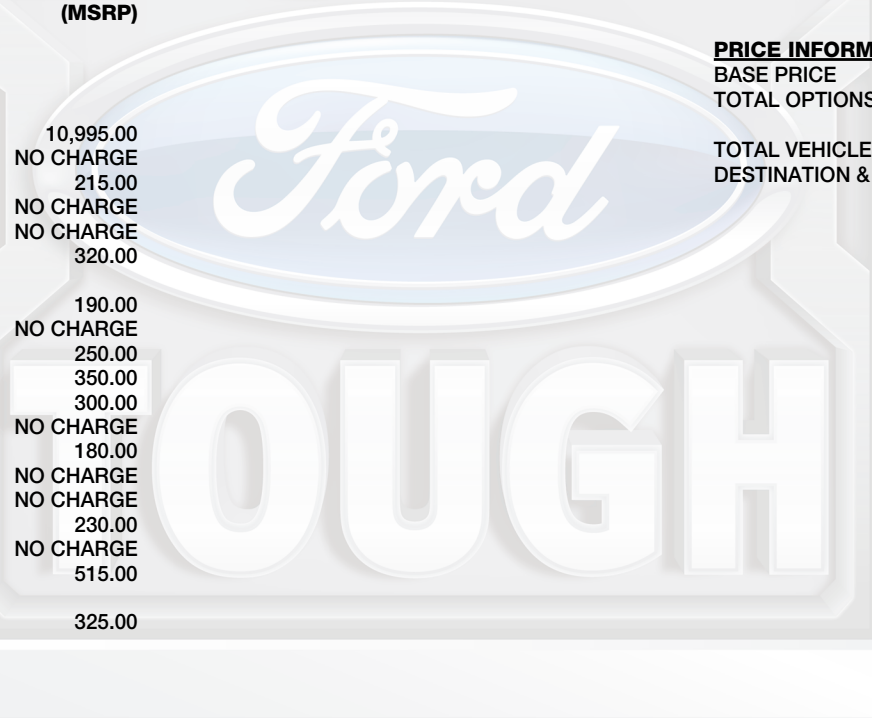 (MSRP)
10,995.00
NO CHARGE
215.00
NO CHARGE
NO CHARGE
320.00
190.00
NO CHARGE
250.00
350.00
300.00
NO CHARGE
180.00
NO CHARGE
NO CHARGE
230.00
NO CHARGE
515.00
325.00
PRICE INFORM
BASE PRICE
TOTAL OPTIONS
TOTAL VEHICLE
DESTINATION &
Ford
TOUGH